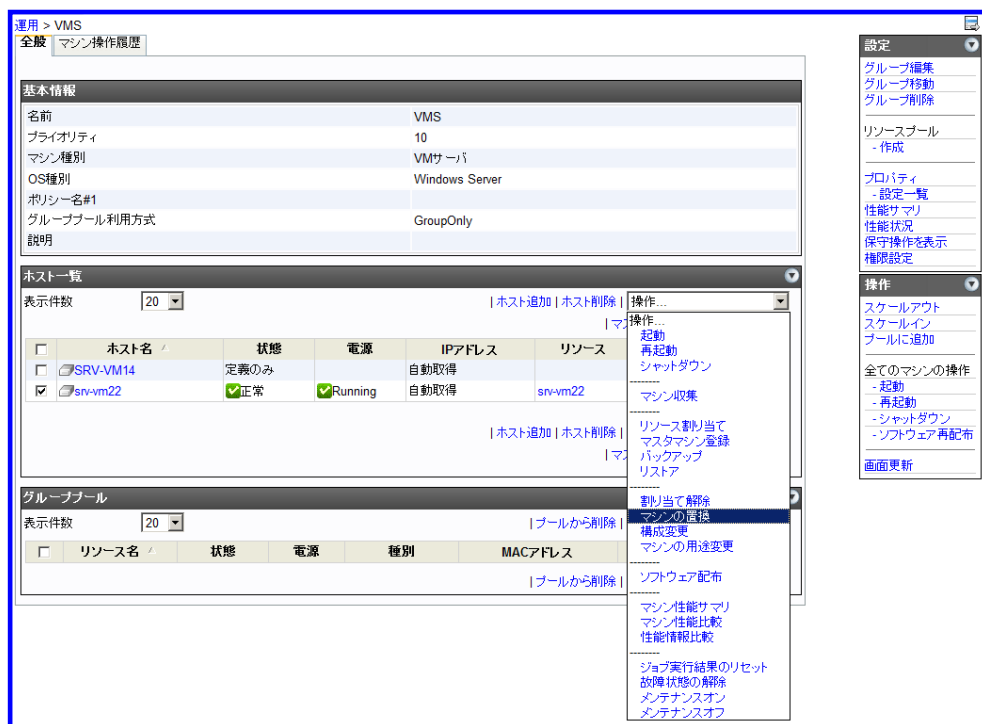 運用 > VMS
全般 マシン操作履歴
基本情報
名前 VMS
プライオリティ 10
マシン種別 VMサーバ
OS種別 Windows Server
ポリシー名#1
グループプール利用方式 GroupOnly
説明
ホスト一覧
表示件数 20 | ホスト追加 | ホスト削除 | 操作...
| マ
ホスト名 状態 電源 IPアドレス リソース
SRV-VM14 定義のみ 自動取得
srv-vm22 正常 Running 自動取得 srv-vm22
| ホスト追加 | ホスト削除 |
| マ
操作...
起動
再起動
シャットダウン
--------
マシン収集
--------
リソース割り当て
マスタマシン登録
バックアップ
リストア
--------
割り当て解除
マシンの置換
構成変更
マシンの用途変更
--------
ソフトウェア配布
--------
マシン性能サマリ
マシン性能比較
性能情報比較
--------
ジョブ実行結果のリセット
故障状態の解除
メンテナンスオン
メンテナンスオフ
グループプール
表示件数 20 | プールから削除 |
リソース名 状態 電源 種別 MACアドレス
| プールから削除 |
設定
グループ編集
グループ移動
グループ削除
リソースプール
- 作成
プロパティ
- 設定一覧
性能サマリ
性能状況
保守操作を表示
権限設定
操作
スケールアウト
スケールイン
プールに追加
全てのマシンの操作
- 起動
- 再起動
- シャットダウン
- ソフトウェア再配布
画面更新